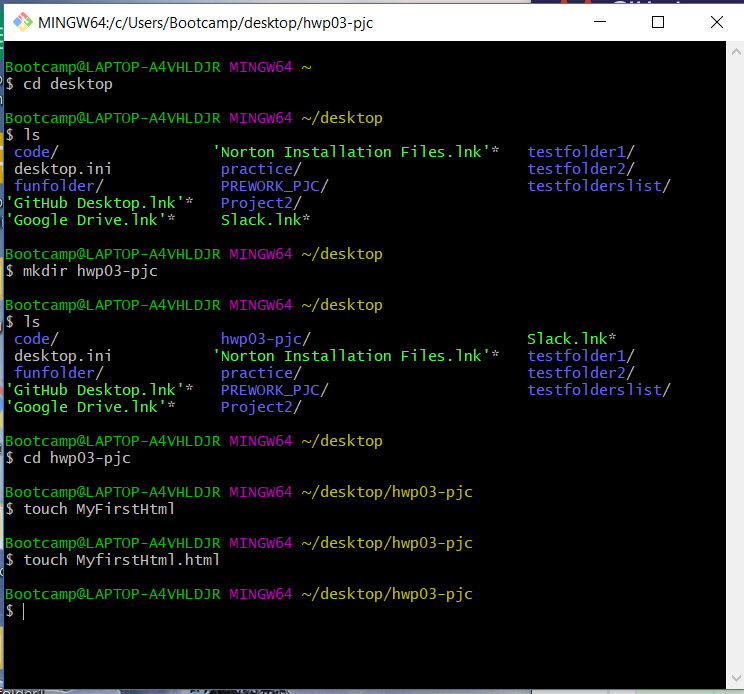 MINGW64:/c/Users/Bootcamp/desktop/hwp03-pjc
Bootcamp@LAPTOP-A4VHLDJR MINGW64 ~
$ cd desktop
Bootcamp@LAPTOP-A4VHLDJR MINGW64 ~/desktop
$ ls
code/ 'Norton Installation Files.lnk'* testfolder1/
desktop.ini practice/ testfolder2/
funfolder/ PREWORK_PJC/ testfolderslist/
'GitHub Desktop.lnk'* Project2/
'Google Drive.lnk'* Slack.lnk*
Bootcamp@LAPTOP-A4VHLDJR MINGW64 ~/desktop
$ mkdir hwp03-pjc
Bootcamp@LAPTOP-A4VHLDJR MINGW64 ~/desktop
$ ls
code/ hwp03-pjc/ Slack.lnk*
desktop.ini 'Norton Installation Files.lnk'* testfolder1/
funfolder/ practice/ testfolder2/
'GitHub Desktop.lnk'* PREWORK_PJC/ testfolderslist/
'Google Drive.lnk'* Project2/
Bootcamp@LAPTOP-A4VHLDJR MINGW64 ~/desktop
$ cd hwp03-pjc
Bootcamp@LAPTOP-A4VHLDJR MINGW64 ~/desktop/hwp03-pjc
$ touch MyFirstHtml
Bootcamp@LAPTOP-A4VHLDJR MINGW64 ~/desktop/hwp03-pjc
$ touch MyfirstHtml.html
Bootcamp@LAPTOP-A4VHLDJR MINGW64 ~/desktop/hwp03-pjc
$